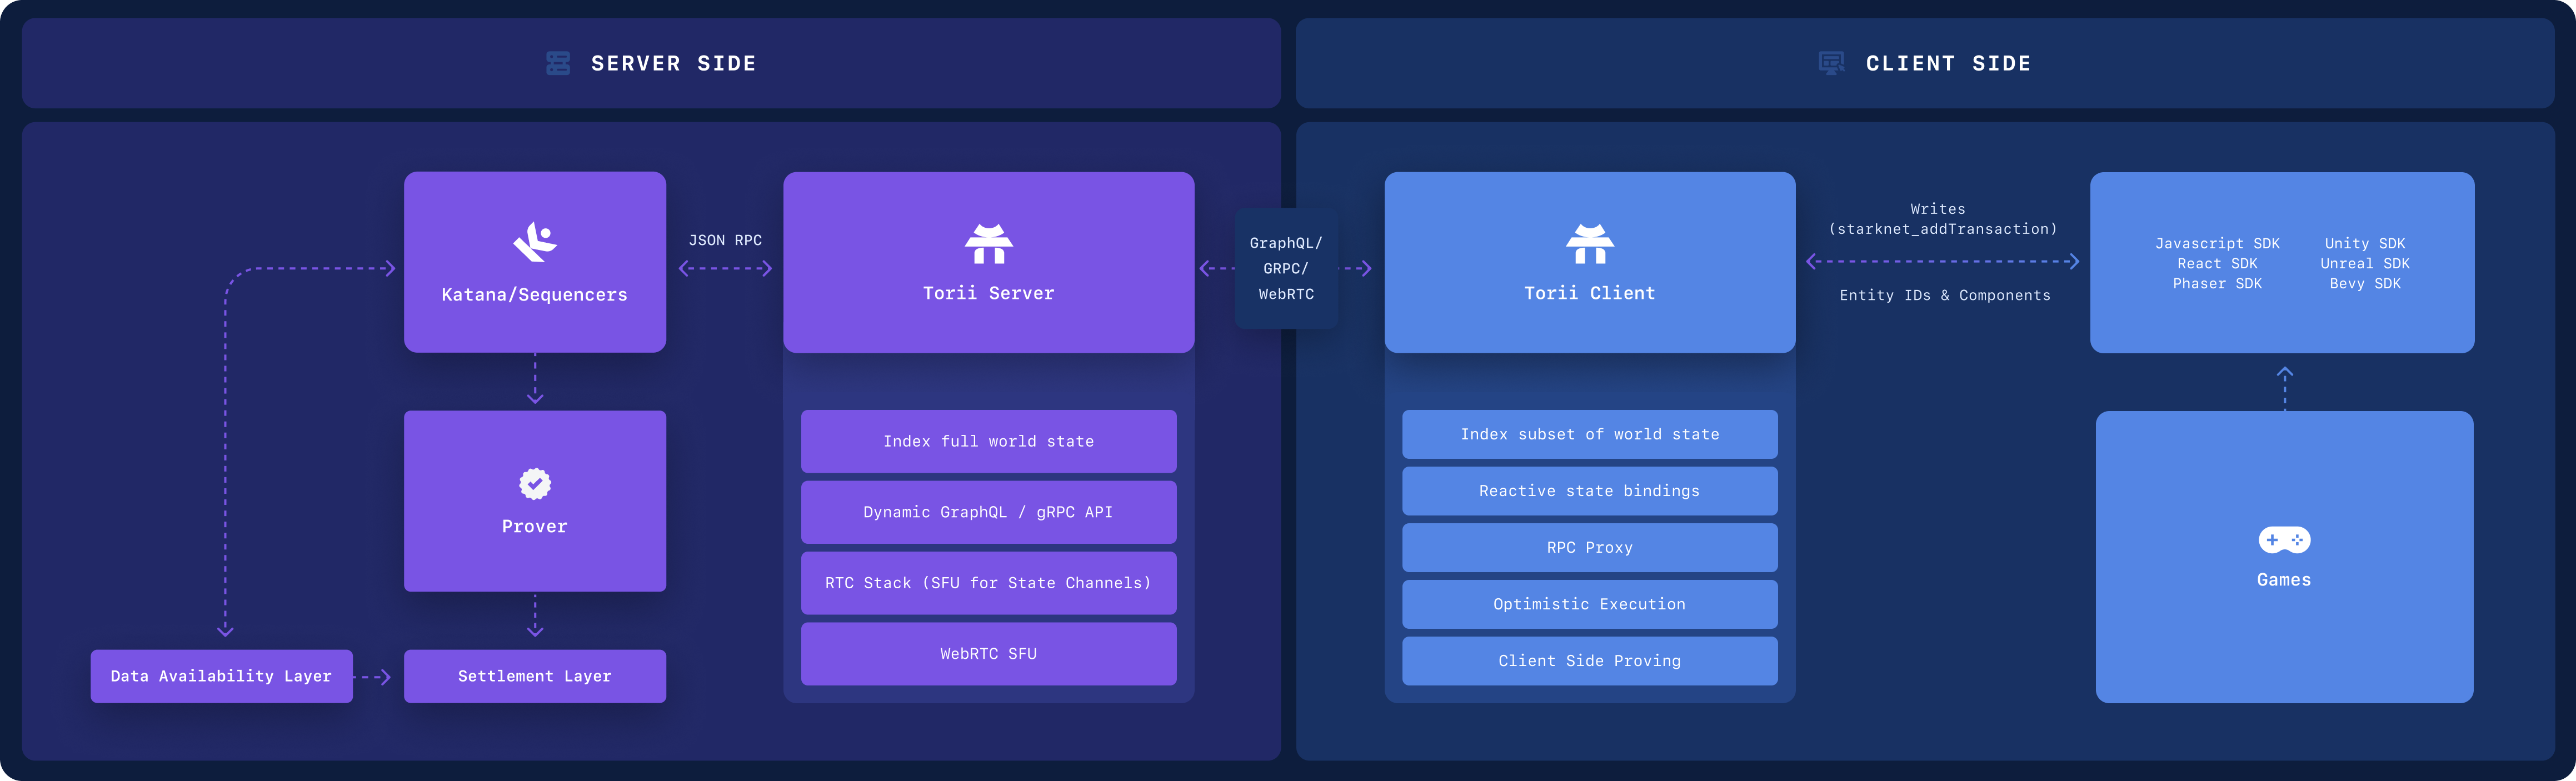 SERVER SIDE
CLIENT SIDE
Katana/Sequencers
JSON RPC
Torii Server
GraphQL/
GRPC/
WebRTC
Torii Client
Writes
(starknet_addTransaction)
Entity IDs & Components
Javascript SDK
React SDK
Phaser SDK
Unity SDK
Unreal SDK
Bevy SDK
Prover
Data Availability Layer
Settlement Layer
Index full world state
Dynamic GraphQL / gRPC API
RTC Stack (SFU for State Channels)
WebRTC SFU
Index subset of world state
Reactive state bindings
RPC Proxy
Optimistic Execution
Client Side Proving
Games